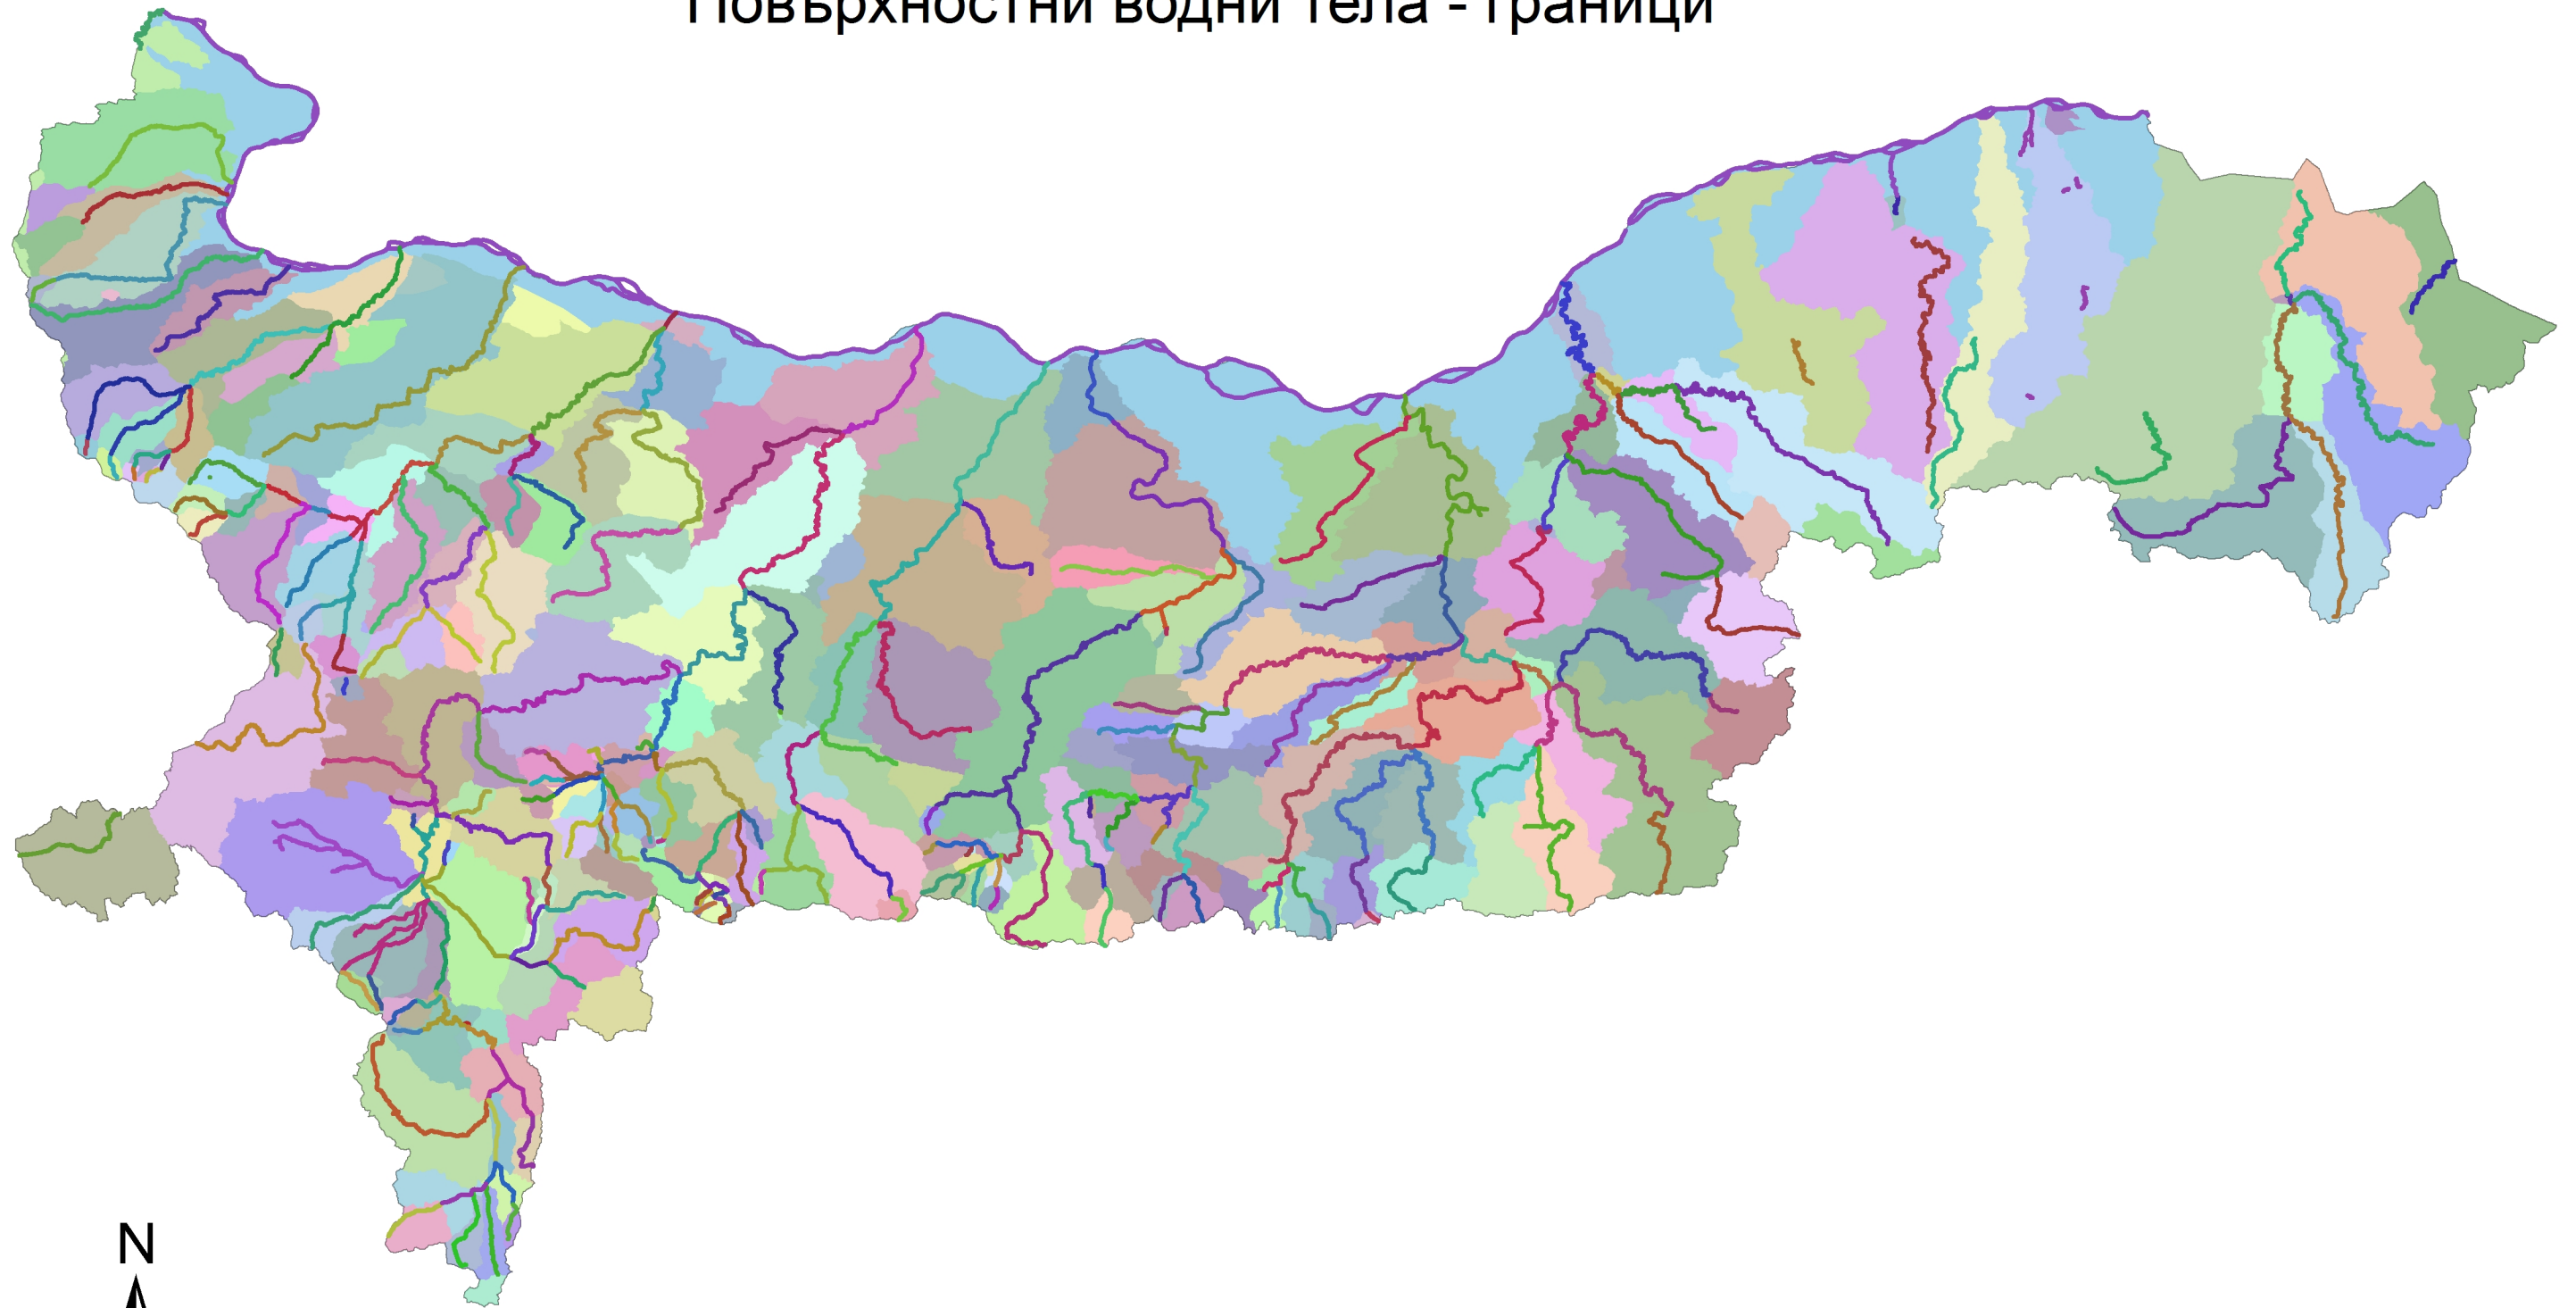 Повърхностни водни тела - граници
N